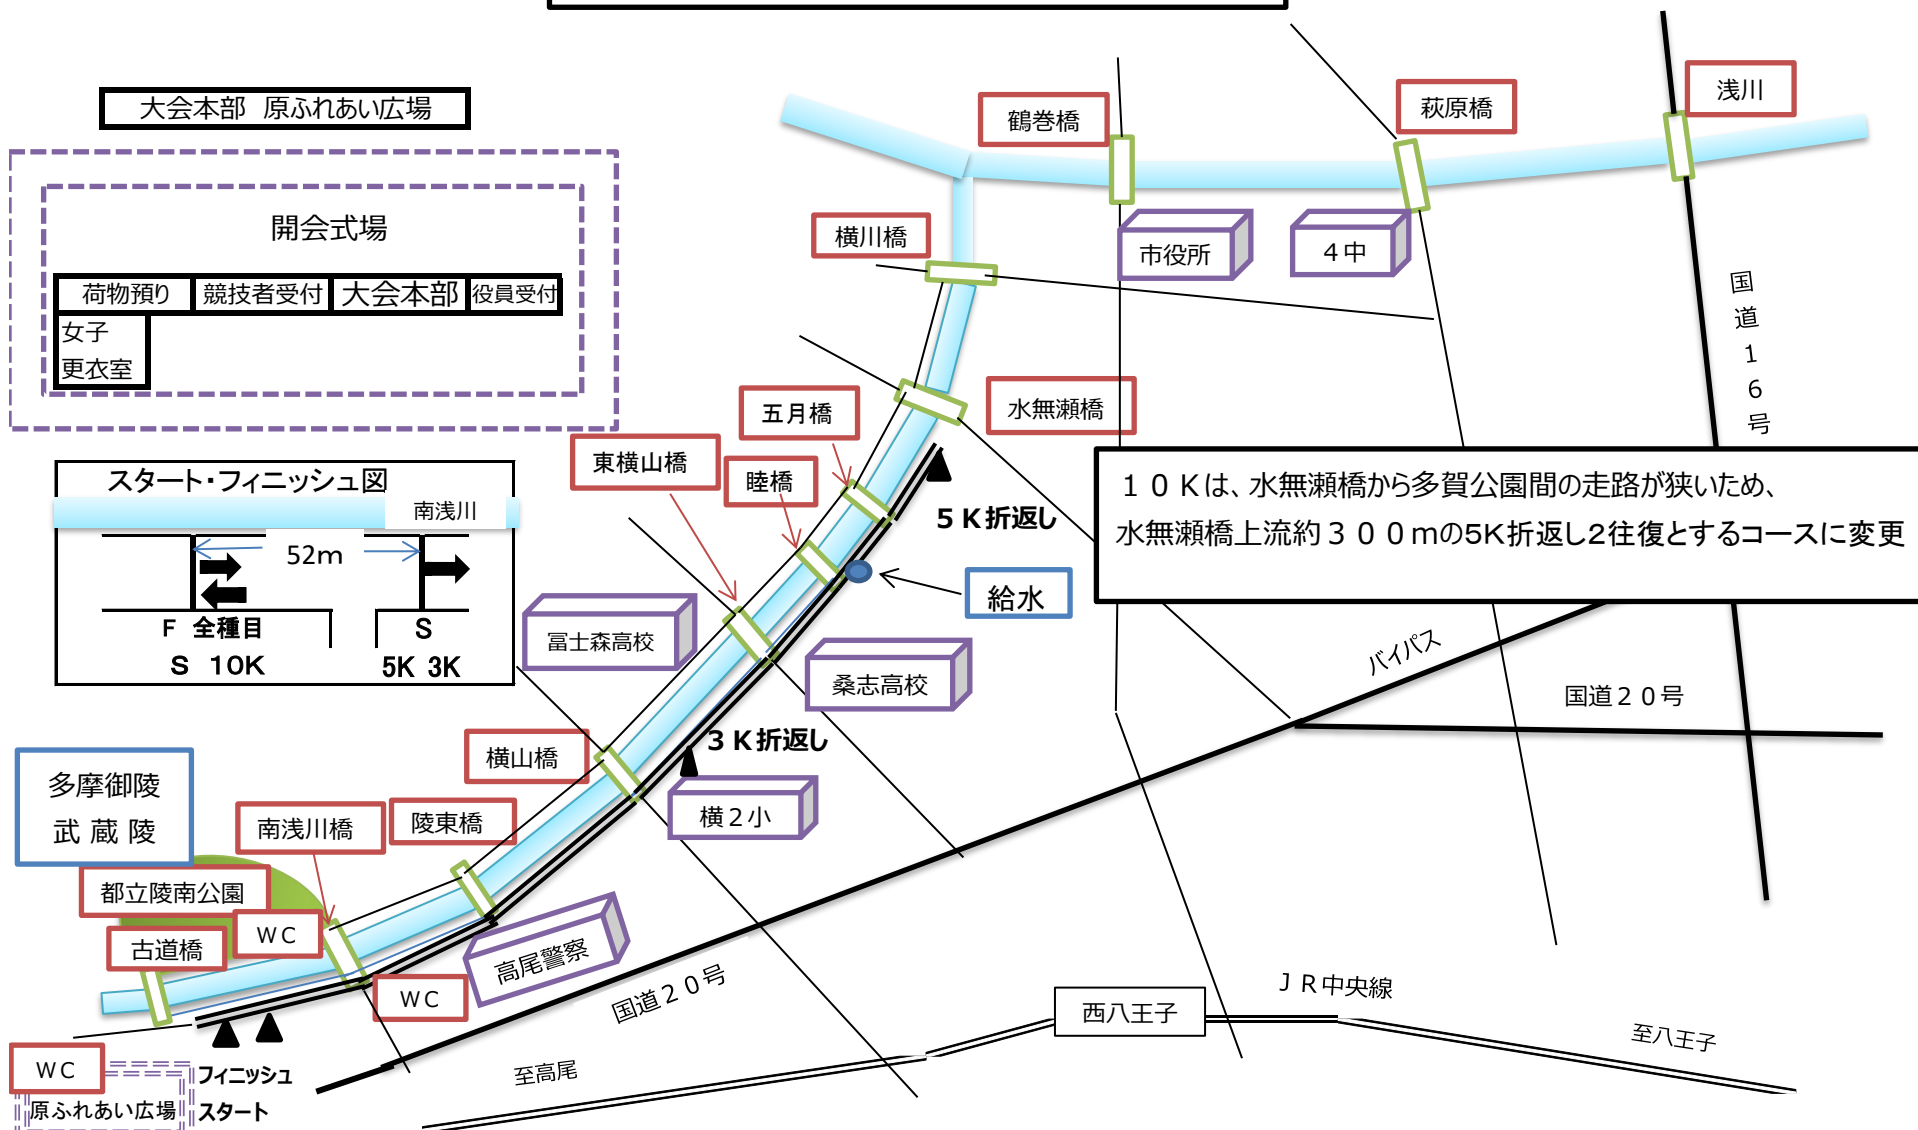 大会本部 原ふれあい広場
開会式場
荷物預り 競技者受付 大会本部 役員受付
女子
更衣室
スタート・フィニッシュ図
南浅川
52m
F 全種目
S 10K
S
5K 3K
鶴巻橋
萩原橋
浅川
横川橋
市役所
4中
国道16号
水無瀬橋
五月橋
東横山橋
睦橋
5K折返し
10Kは、水無瀬橋から多賀公園間の走路が狭いため、
水無瀬橋上流約300mの5K折返し2往復とするコースに変更
給水
冨士森高校
桑志高校
バイパス
国道20号
3K折返し
横山橋
横2小
多摩御陵
武蔵陵
南浅川橋
陵東橋
都立陵南公園
WC
古道橋
高尾警察
WC
国道20号
西八王子
JR中央線
至八王子
至高尾
WC
フィニッシュ
原ふれあい広場
スタート